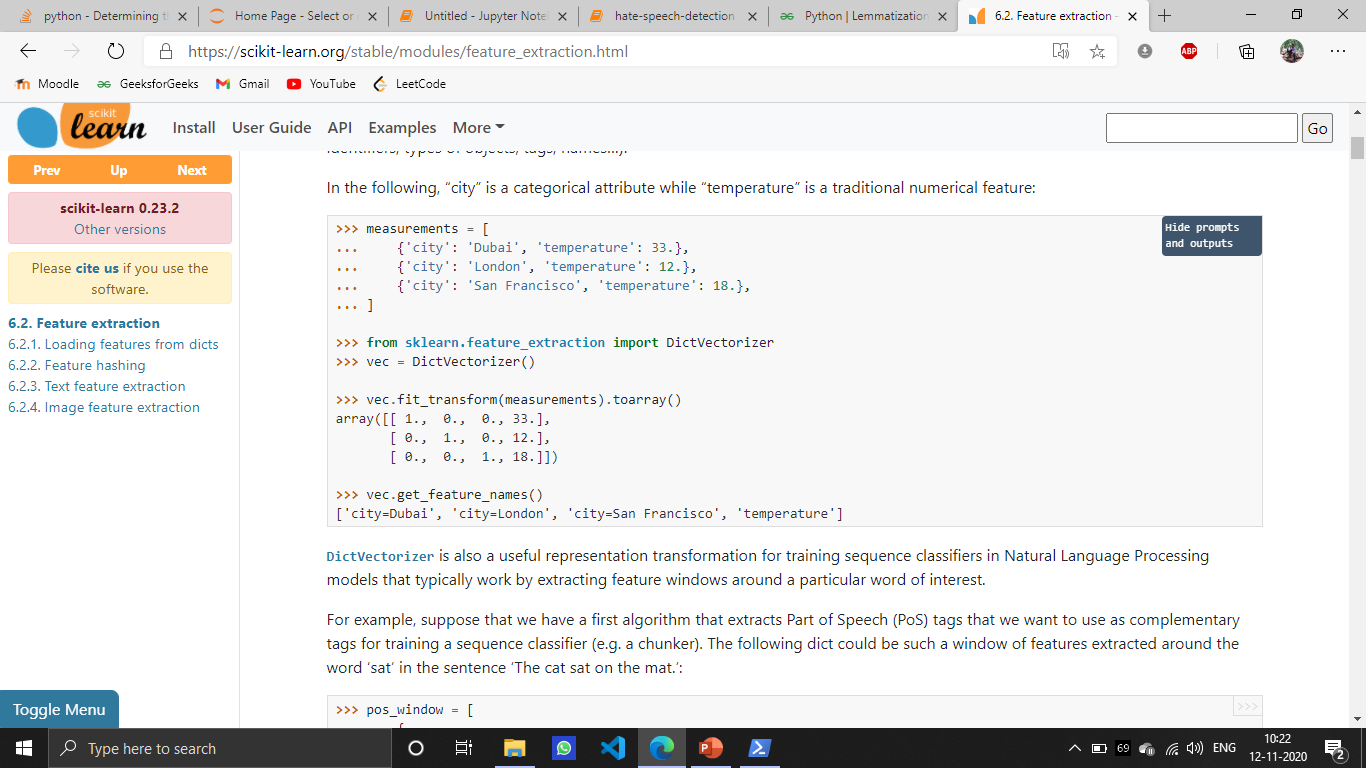 python - Determining th
Home Page - Select or
Untitled - Jupyter Note
hate-speech-detection
Python | Lemmatization
6.2. Feature extraction -
https://scikit-learn.org/stable/modules/feature_extraction.html
ABP
Moodle
GeeksforGeeks
Gmail
YouTube
LeetCode
scikit
learn
Install
User Guide
API
Examples
More
Go
Prev
Up
Next
scikit-learn 0.23.2
Other versions
Please cite us if you use the
software.
6.2. Feature extraction
6.2.1. Loading features from dicts
6.2.2. Feature hashing
6.2.3. Text feature extraction
6.2.4. Image feature extraction
Toggle Menu
identifiers, types of objects, tags, names…).
In the following, “city” is a categorical attribute while “temperature” is a traditional numerical feature:
Hide prompts
and outputs
>>> measurements = [
...     {'city': 'Dubai', 'temperature': 33.},
...     {'city': 'London', 'temperature': 12.},
...     {'city': 'San Francisco', 'temperature': 18.},
... ]
>>> from sklearn.feature_extraction import DictVectorizer
>>> vec = DictVectorizer()
>>> vec.fit_transform(measurements).toarray()
array([[ 1.,  0.,  0., 33.],
       [ 0.,  1.,  0., 12.],
       [ 0.,  0.,  1., 18.]])
>>> vec.get_feature_names()
['city=Dubai', 'city=London', 'city=San Francisco', 'temperature']
DictVectorizer is also a useful representation transformation for training sequence classifiers in Natural Language Processing
models that typically work by extracting feature windows around a particular word of interest.
For example, suppose that we have a first algorithm that extracts Part of Speech (PoS) tags that we want to use as complementary
tags for training a sequence classifier (e.g. a chunker). The following dict could be such a window of features extracted around the
word ‘sat’ in the sentence ‘The cat sat on the mat.’:
>>>
>>> pos_window = [
Type here to search
69
ENG
10:22
12-11-2020
2